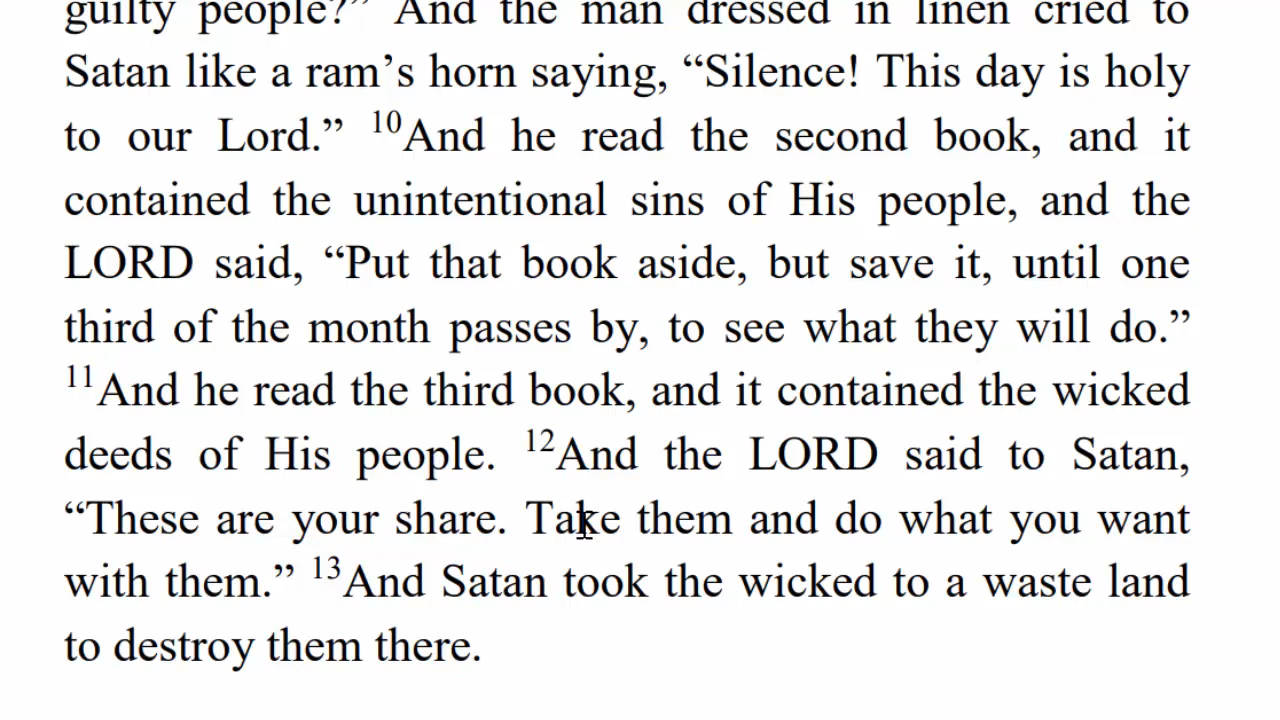 guilty people?” And the man dressed in linen cried to
Satan like a ram’s horn saying, “Silence! This day is holy
to our Lord.” 10And he read the second book, and it
contained the unintentional sins of His people, and the
LORD said, “Put that book aside, but save it, until one
third of the month passes by, to see what they will do.”
11And he read the third book, and it contained the wicked
deeds of His people. 12And the LORD said to Satan,
“These are your share. Take them and do what you want
with them.” 13And Satan took the wicked to a waste land
to destroy them there.